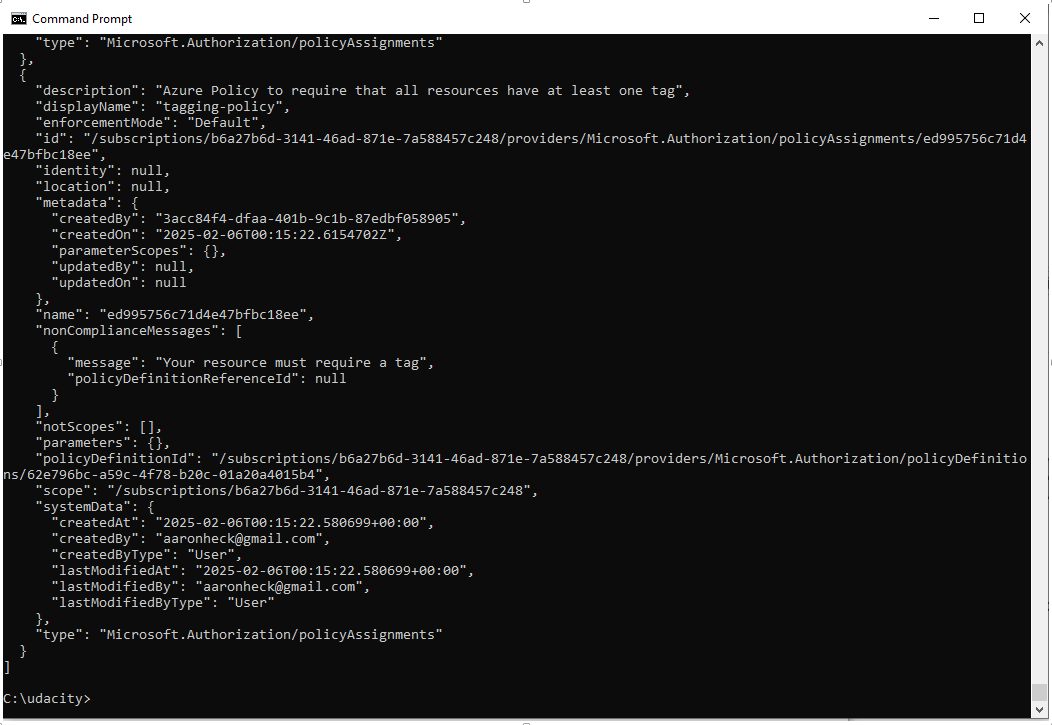 Command Prompt
"type": "Microsoft.Authorization/policyAssignments"
},
{
"description": "Azure Policy to require that all resources have at least one tag",
"displayName": "tagging-policy",
"enforcementMode": "Default",
"id": "/subscriptions/b6a27b6d-3141-46ad-871e-7a588457c248/providers/Microsoft.Authorization/policyAssignments/ed995756c71d4
e47bfbc18ee",
"identity": null,
"location": null,
"metadata": {
"createdBy": "3acc84f4-dfaa-401b-9c1b-87edbf058905",
"createdOn": "2025-02-06T00:15:22.6154702Z",
"parameterScopes": {},
"updatedBy": null,
"updatedOn": null
},
"name": "ed995756c71d4e47bfbc18ee",
"nonComplianceMessages": [
{
"message": "Your resource must require a tag",
"policyDefinitionReferenceId": null
}
],
"notScopes": [],
"parameters": {},
"policyDefinitionId": "/subscriptions/b6a27b6d-3141-46ad-871e-7a588457c248/providers/Microsoft.Authorization/policyDefinitio
ns/62e796bc-a59c-4f78-b20c-01a20a4015b4",
"scope": "/subscriptions/b6a27b6d-3141-46ad-871e-7a588457c248",
"systemData": {
"createdAt": "2025-02-06T00:15:22.580699+00:00",
"createdBy": "aaronheck@gmail.com",
"createdByType": "User",
"lastModifiedAt": "2025-02-06T00:15:22.580699+00:00",
"lastModifiedBy": "aaronheck@gmail.com",
"lastModifiedByType": "User"
},
"type": "Microsoft.Authorization/policyAssignments"
}
]
C:\udacity>